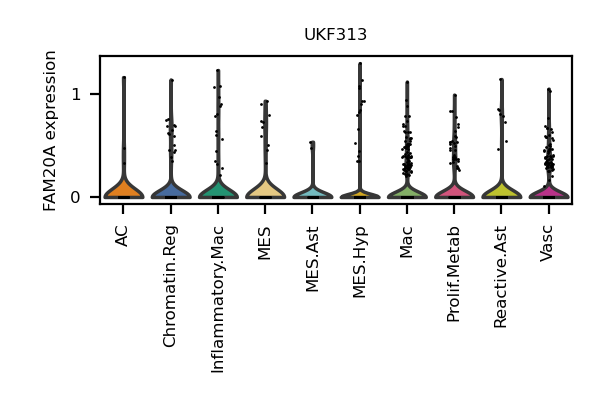 UKF313
FAM20A expression
1
0
AC
Chromatin.Reg
Inflammatory.Mac
MES
MES.Ast
MES.Hyp
Mac
Prolif.Metab
Reactive.Ast
Vasc